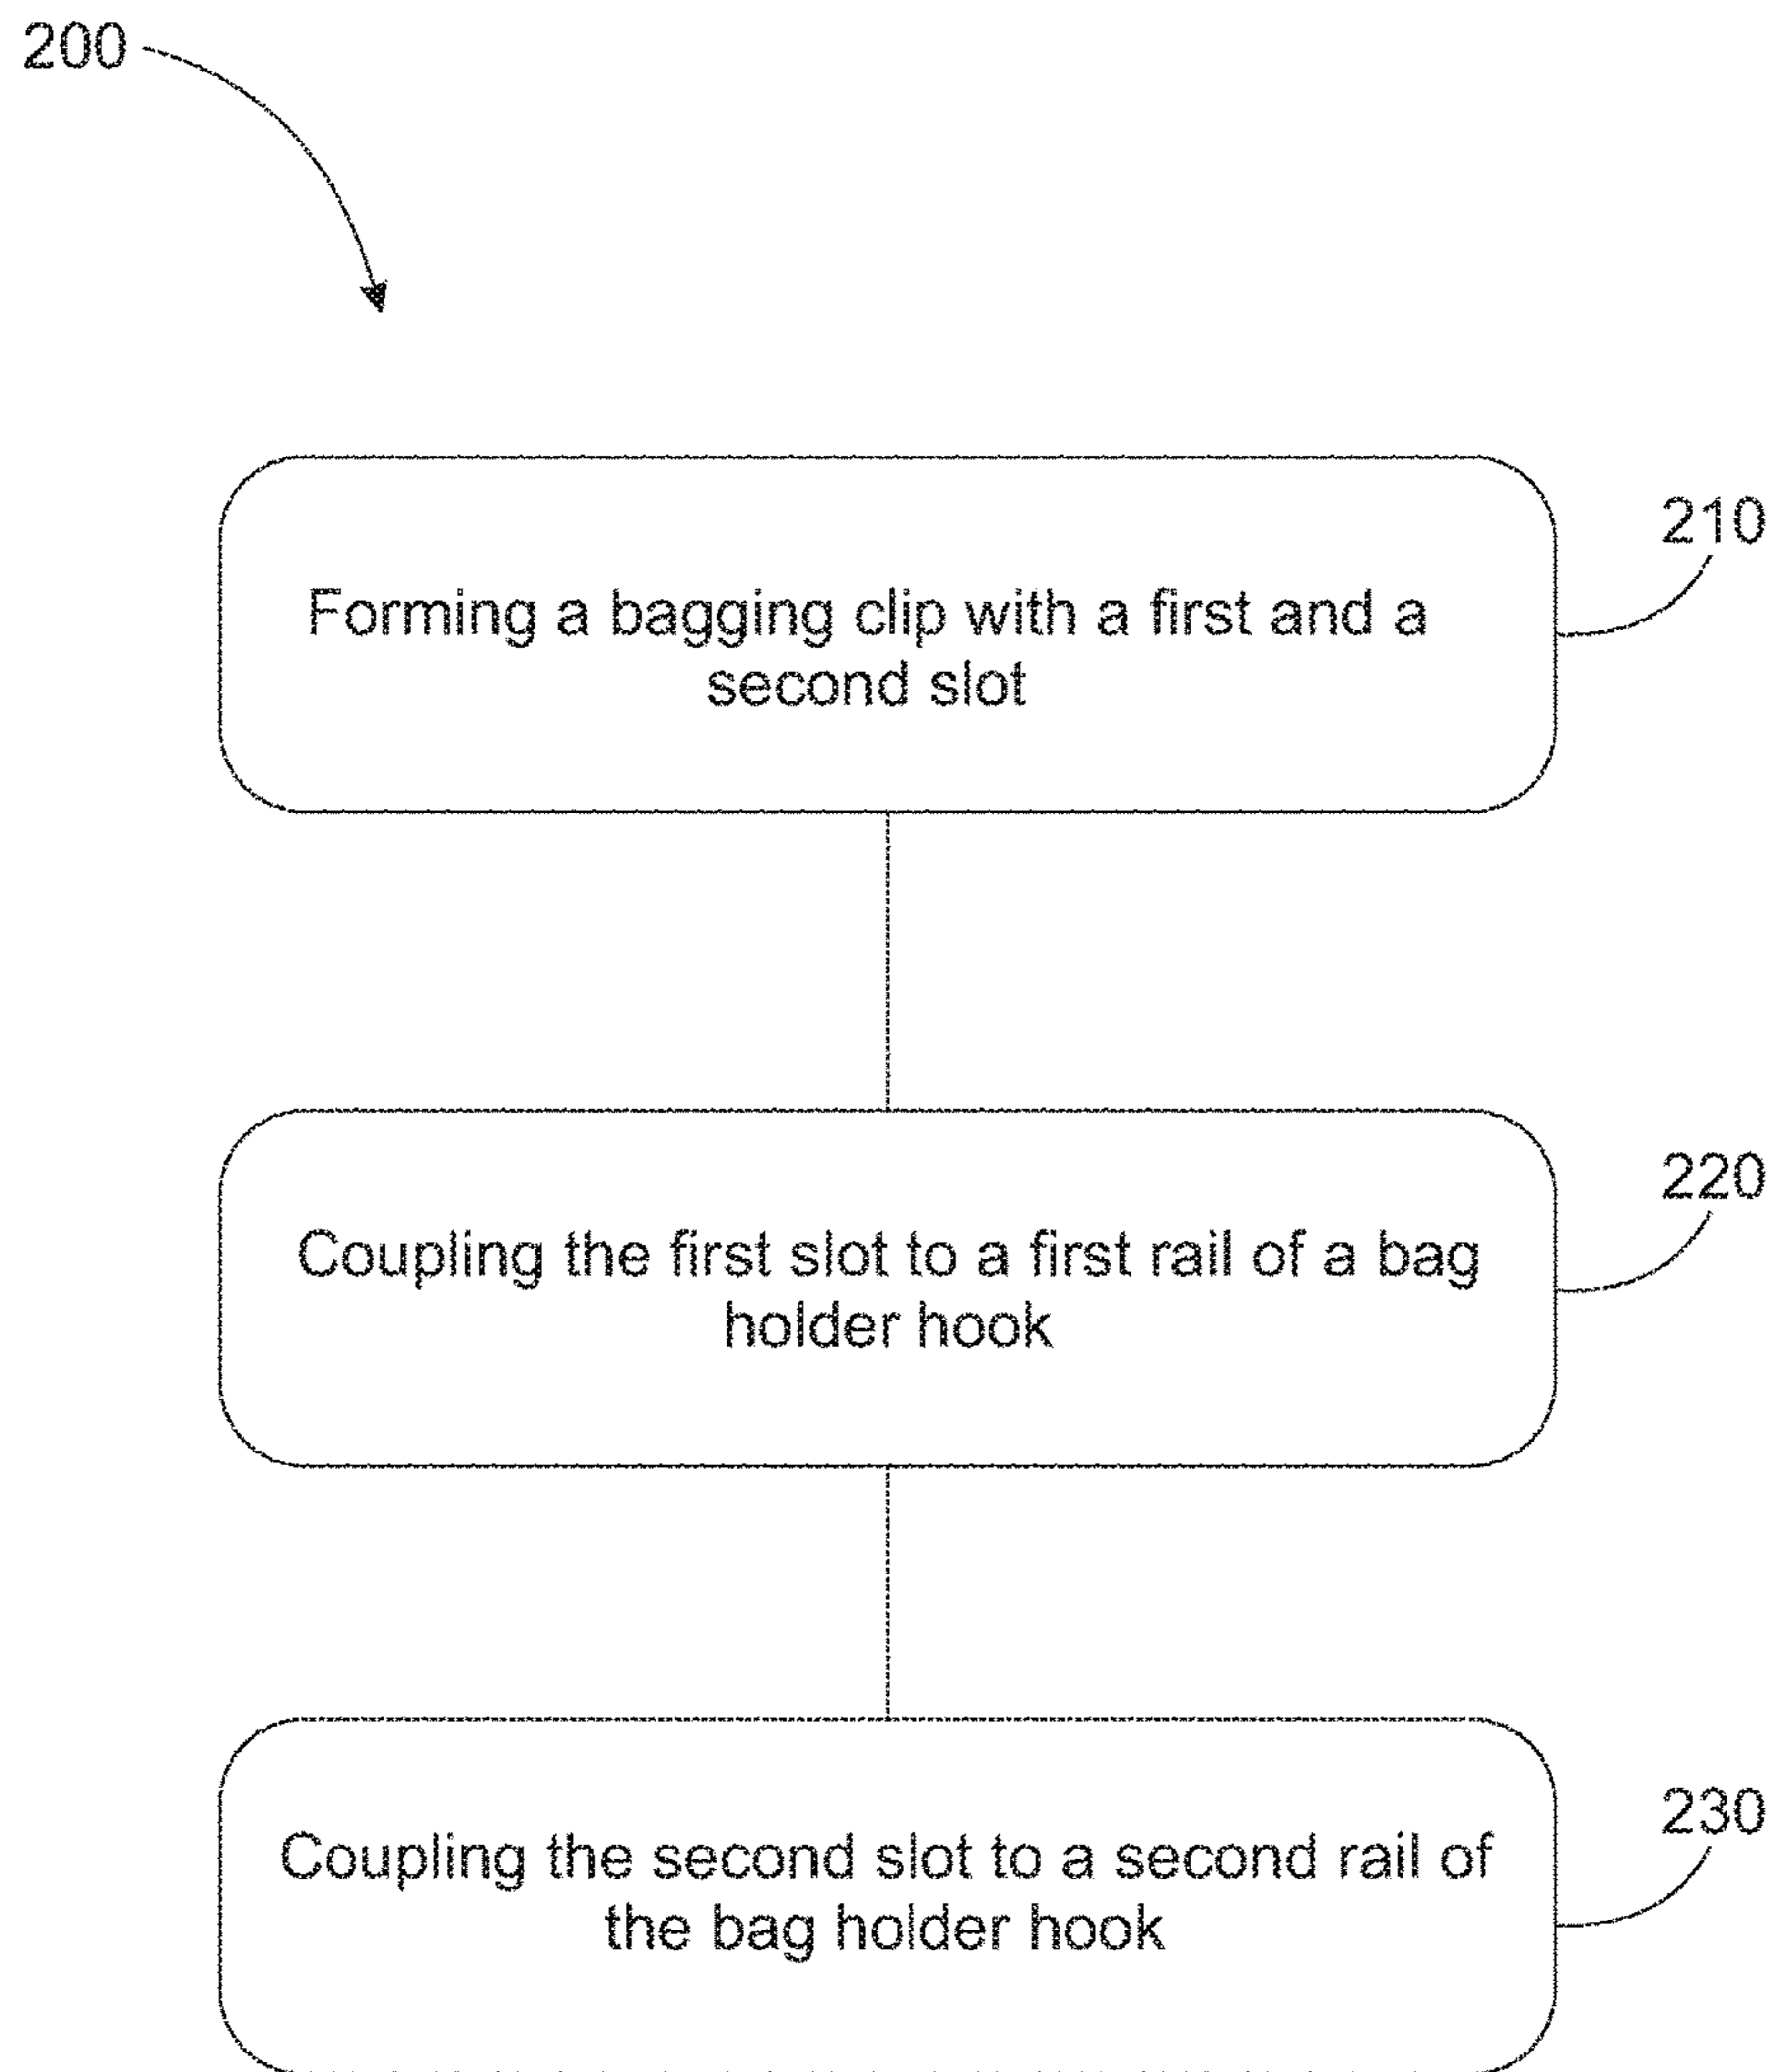 200
210
Forming a bagging clip with a first and a
second slot
220
Coupling the first slot to a first rail of a bag
holder hook
230
Coupling the second slot to a second rail of
the bag holder hook